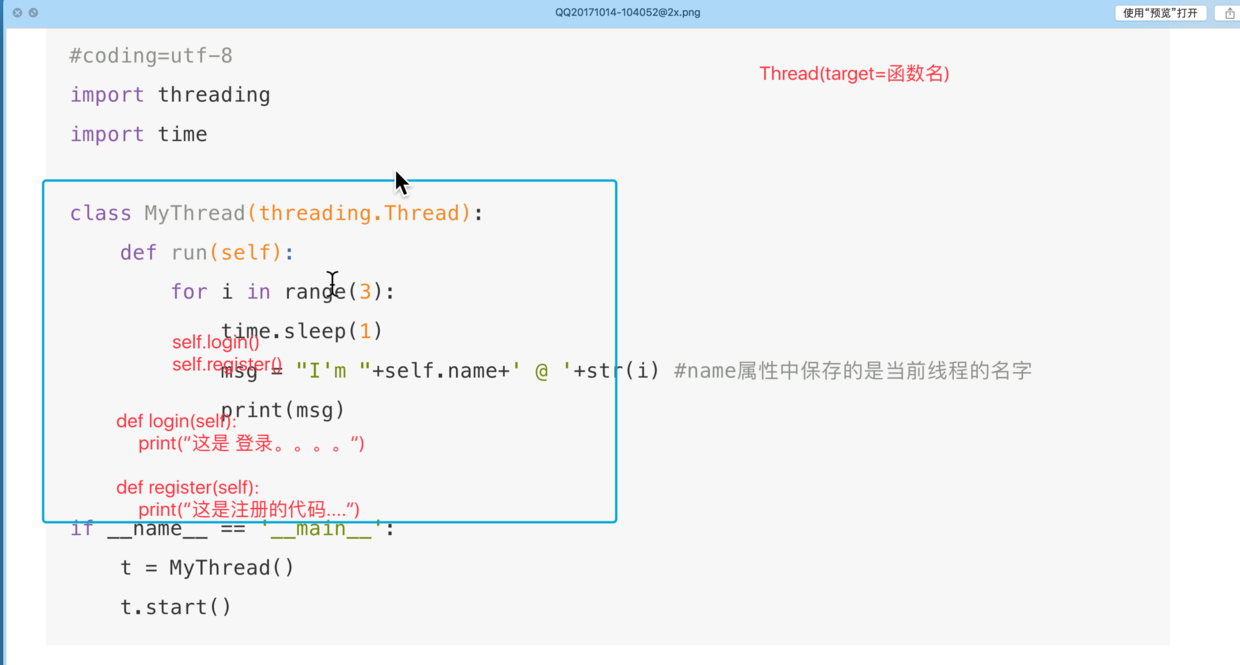 QQ20171014-104052@2x.png
使用“预览”打开
#coding=utf-8
Thread(target=函数名)
import threading
import time
class MyThread(threading.Thread):
def run(self):
for i in range(3):
time.sleep(1)
self.login()
self.register()
msg = "I'm "+self.name+' @ '+str(i) #name属性中保存的是当前线程的名字
print(msg)
def login(self):
print(“这是 登录。。。。“)
def register(self):
print(“这是注册的代码....”)
if __name__ == '__main__':
t = MyThread()
t.start()